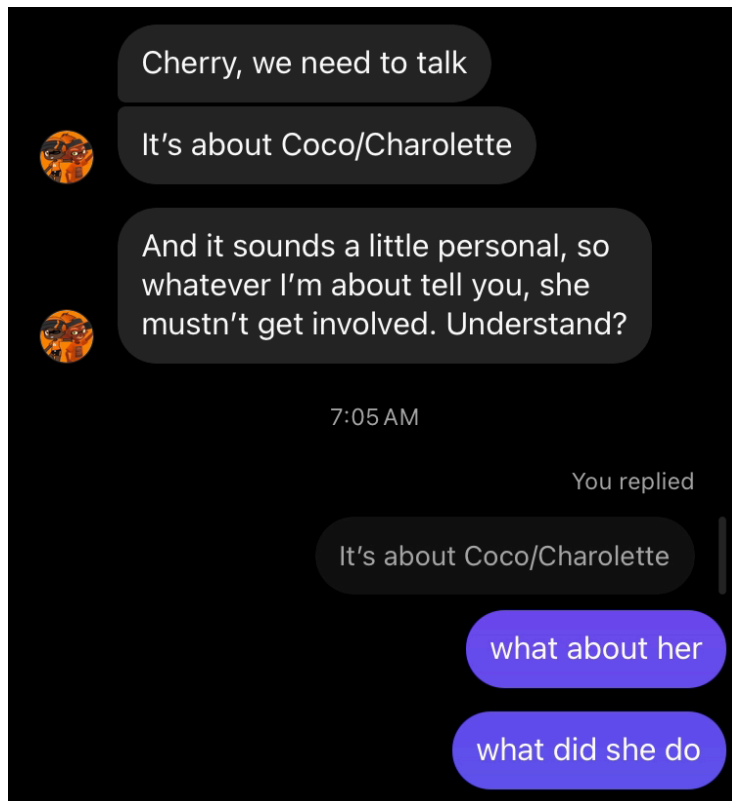 Cherry, we need to talk
It’s about Coco/Charolette
And it sounds a little personal, so
whatever I’m about tell you, she
mustn’t get involved. Understand?
7:05 AM
You replied
It’s about Coco/Charolette
what about her
what did she do